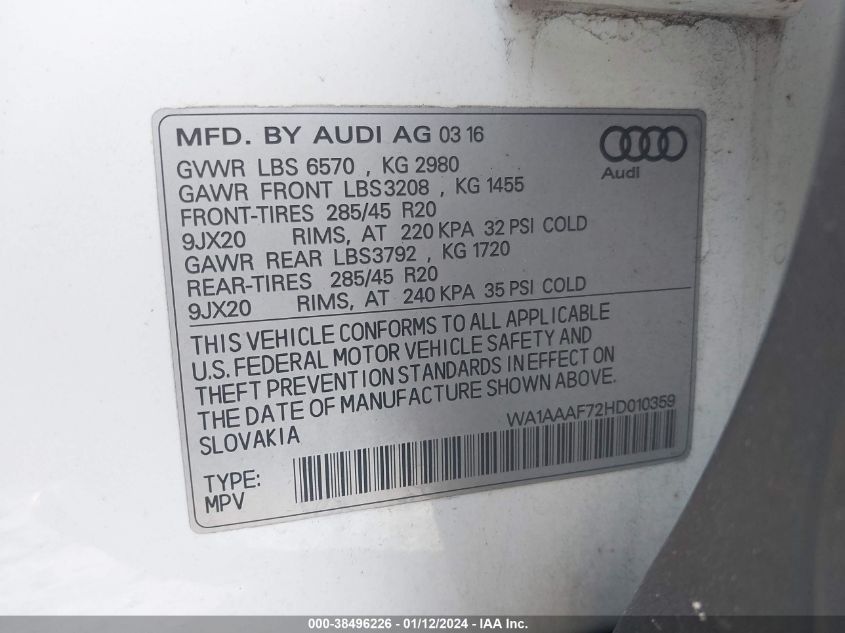 MFD. BY AUDI AG 03 16
Audi
GVWR LBS 6570 , KG 2980
GAWR FRONT LBS3208 , KG 1455
FRONT-TIRES 285/45 R20
9JX20 RIMS, AT 220 KPA 32 PSI COLD
GAWR REAR LBS3792 , KG 1720
REAR-TIRES 285/45 R20
9JX20 RIMS, AT 240 KPA 35 PSI COLD
THIS VEHICLE CONFORMS TO ALL APPLICABLE
U.S. FEDERAL MOTOR VEHICLE SAFETY AND
THEFT PREVENTION STANDARDS IN EFFECT ON
THE DATE OF MANUFACTURE SHOWN ABOVE.
SLOVAKIA
WA1AAAF72HD010359
TYPE:
MPV
000-38496226 - 01/12/2024 - IAA Inc.